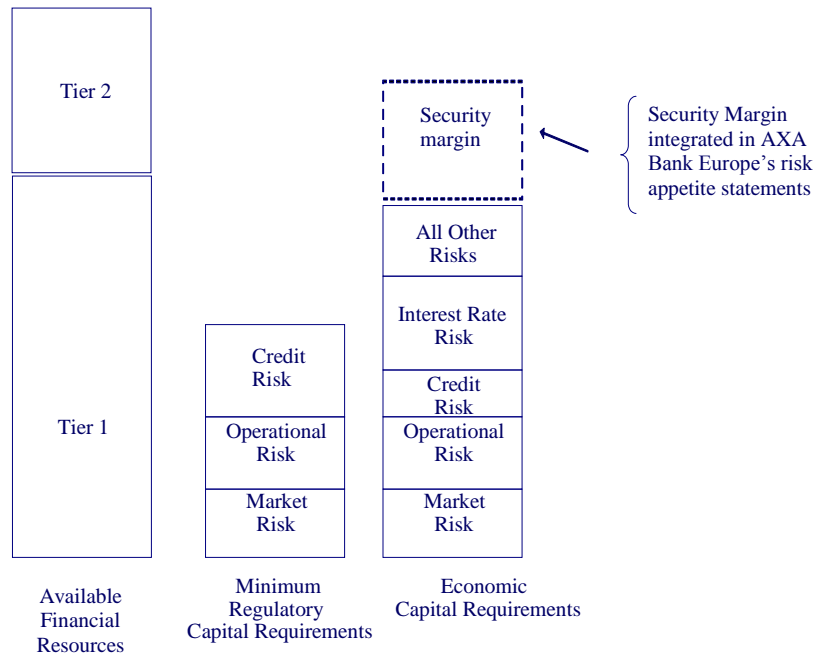 Tier 2
Tier 1
Available
Financial
Resources
Credit
Risk
Operational
Risk
Market
Risk
Minimum
Regulatory
Capital Requirements
Security
margin
All Other
Risks
Interest Rate
Risk
Credit
Risk
Operational
Risk
Market
Risk
Economic
Capital Requirements
Security Margin
integrated in AXA
Bank Europe's risk
appetite statements